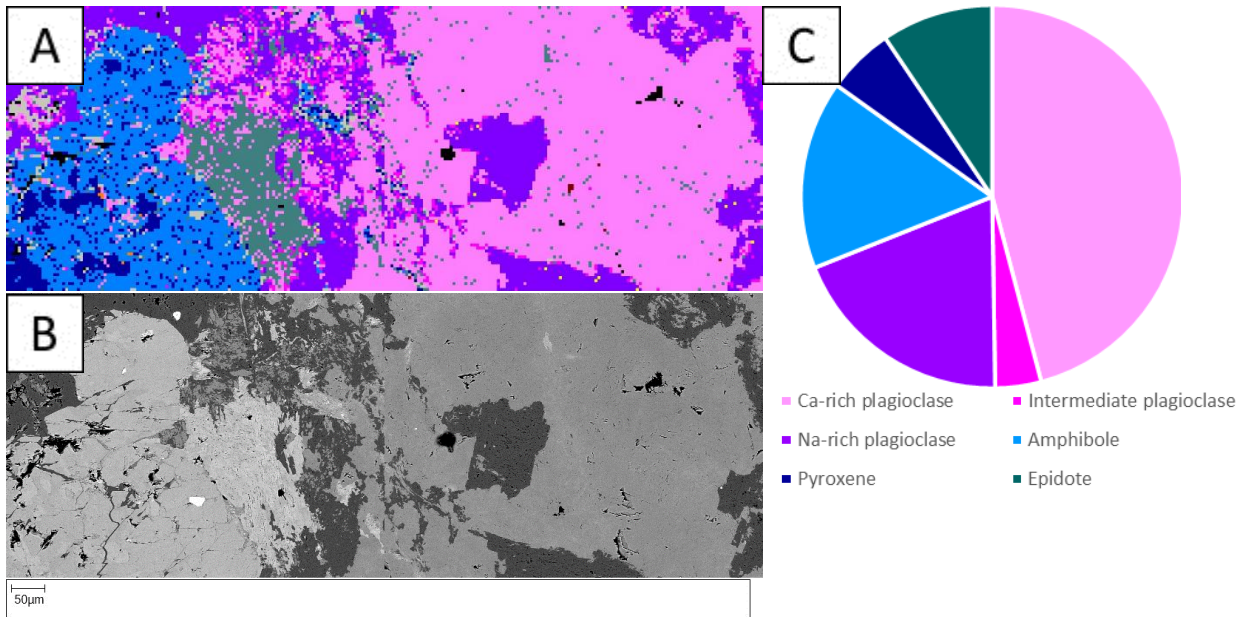 A
B
C
Ca-rich plagioclase
Intermediate plagioclase
Na-rich plagioclase
Amphibole
Pyroxene
Epidote
50µm